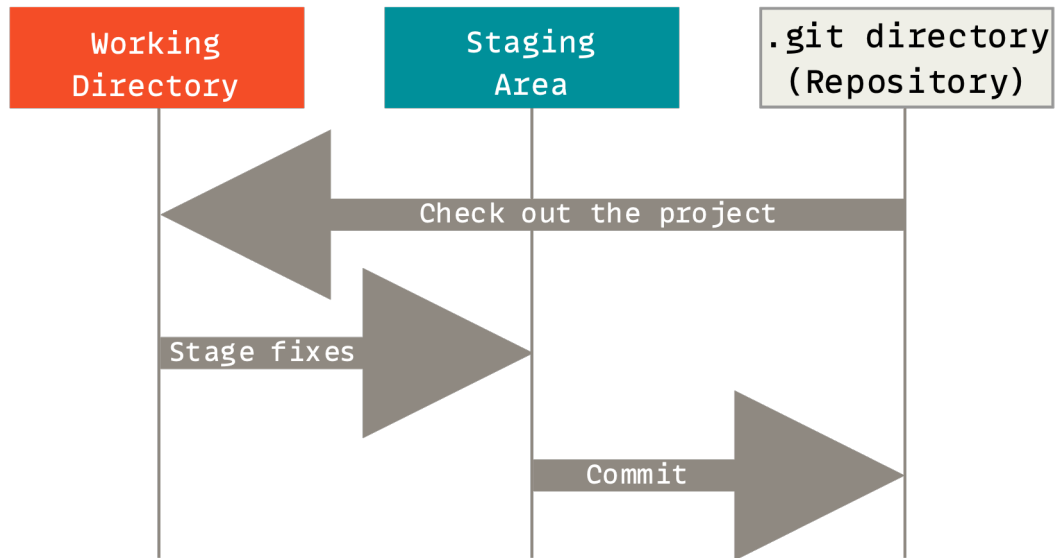 Working
Directory
Staging
Area
.git directory
(Repository)
Check out the project
Stage fixes
Commit